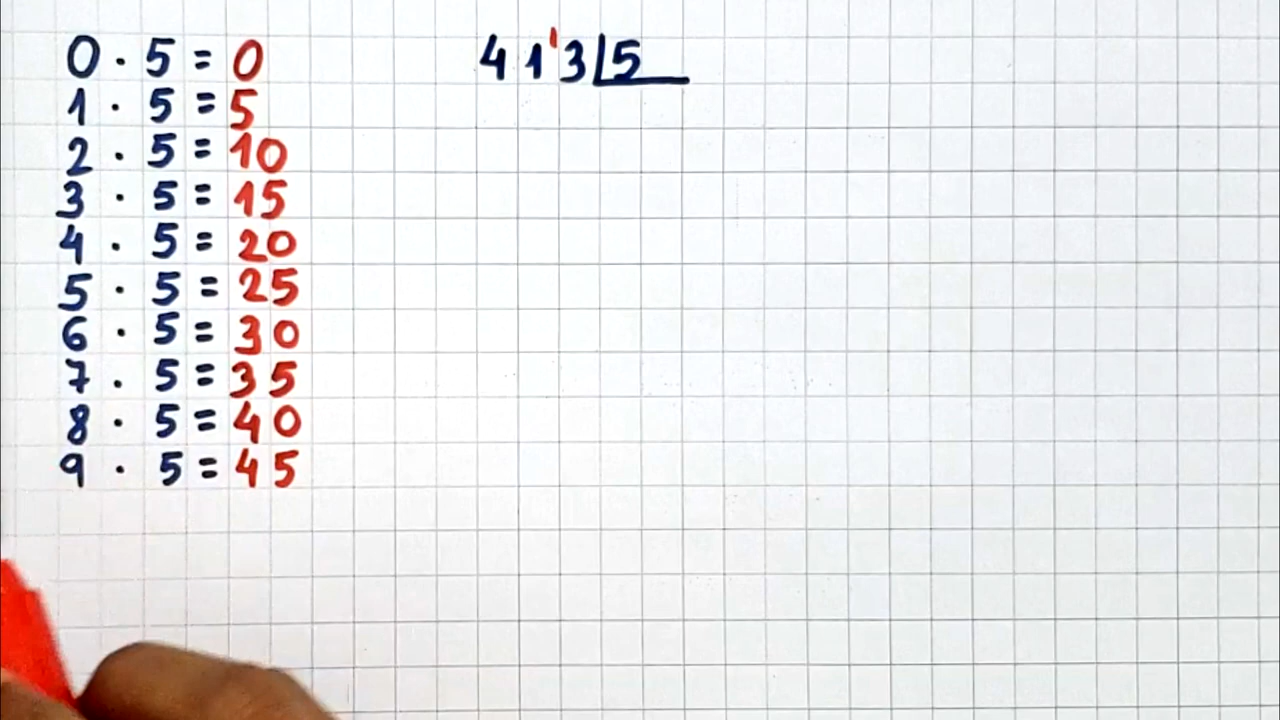 0 · 5 = 0
1 · 5 = 5
2 · 5 = 10
3 · 5 = 15
4 · 5 = 20
5 · 5 = 25
6 · 5 = 30
7 · 5 = 35
8 · 5 = 40
9 · 5 = 45
41'3|5